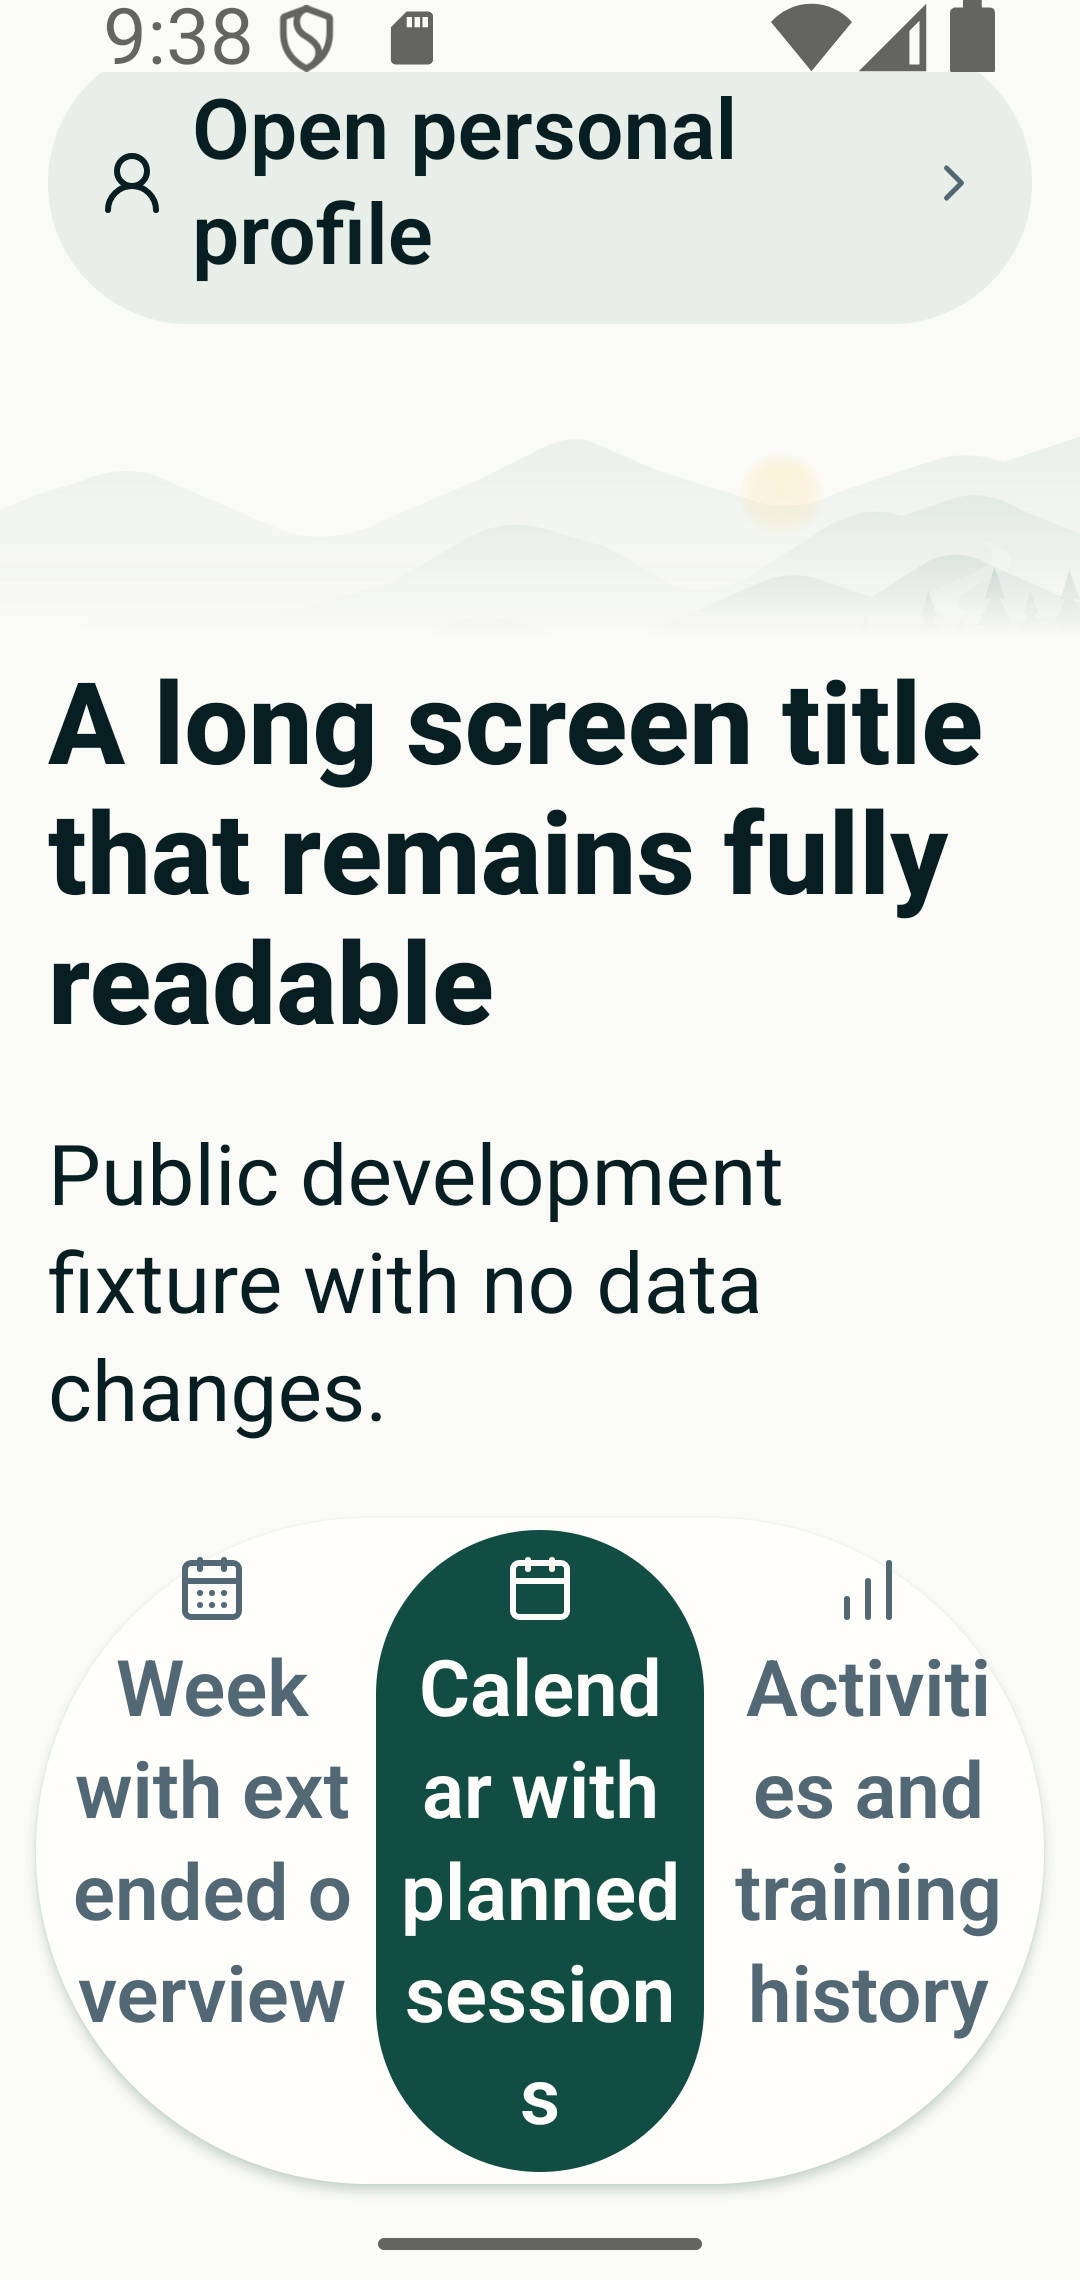 9:38
Open personal
profile
A long screen title
that remains fully
readable
Public development
fixture with no data
changes.
Week
with ext
ended o
verview
Calend
ar with
planned
session
s
Activiti
es and
training
history